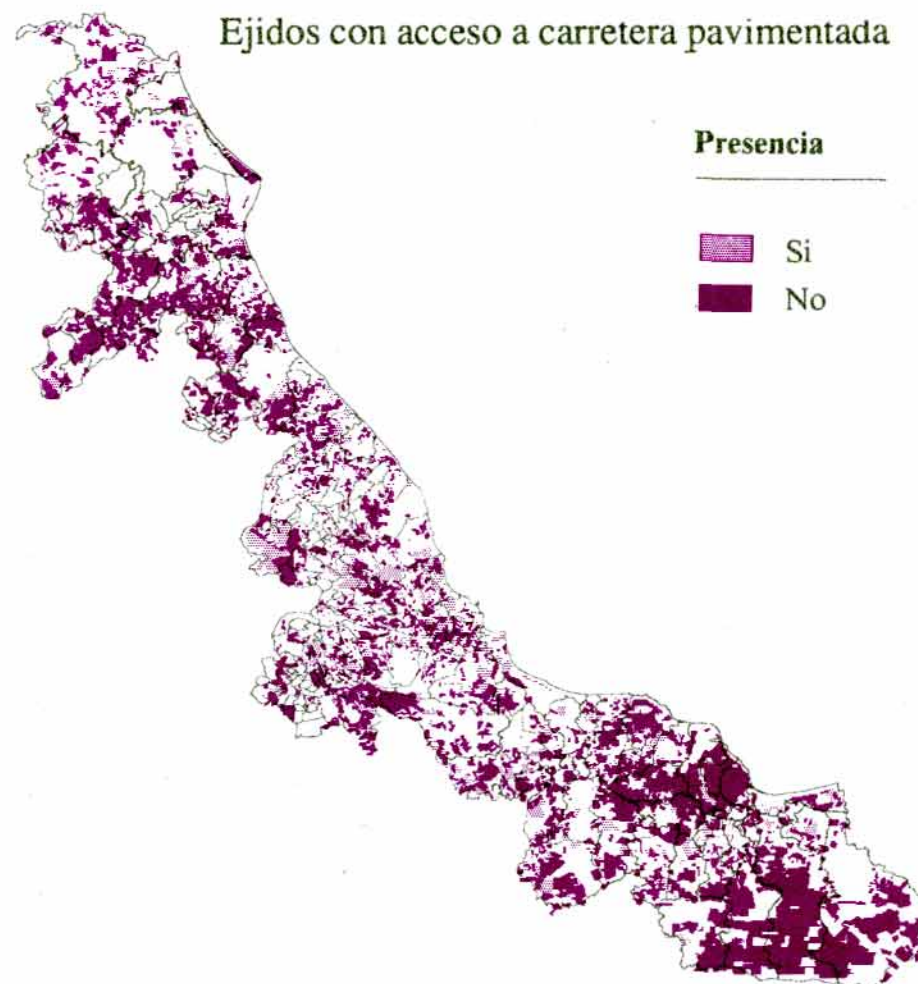 Ejidos con acceso a carretera pavimentada
Presencia
Si
No